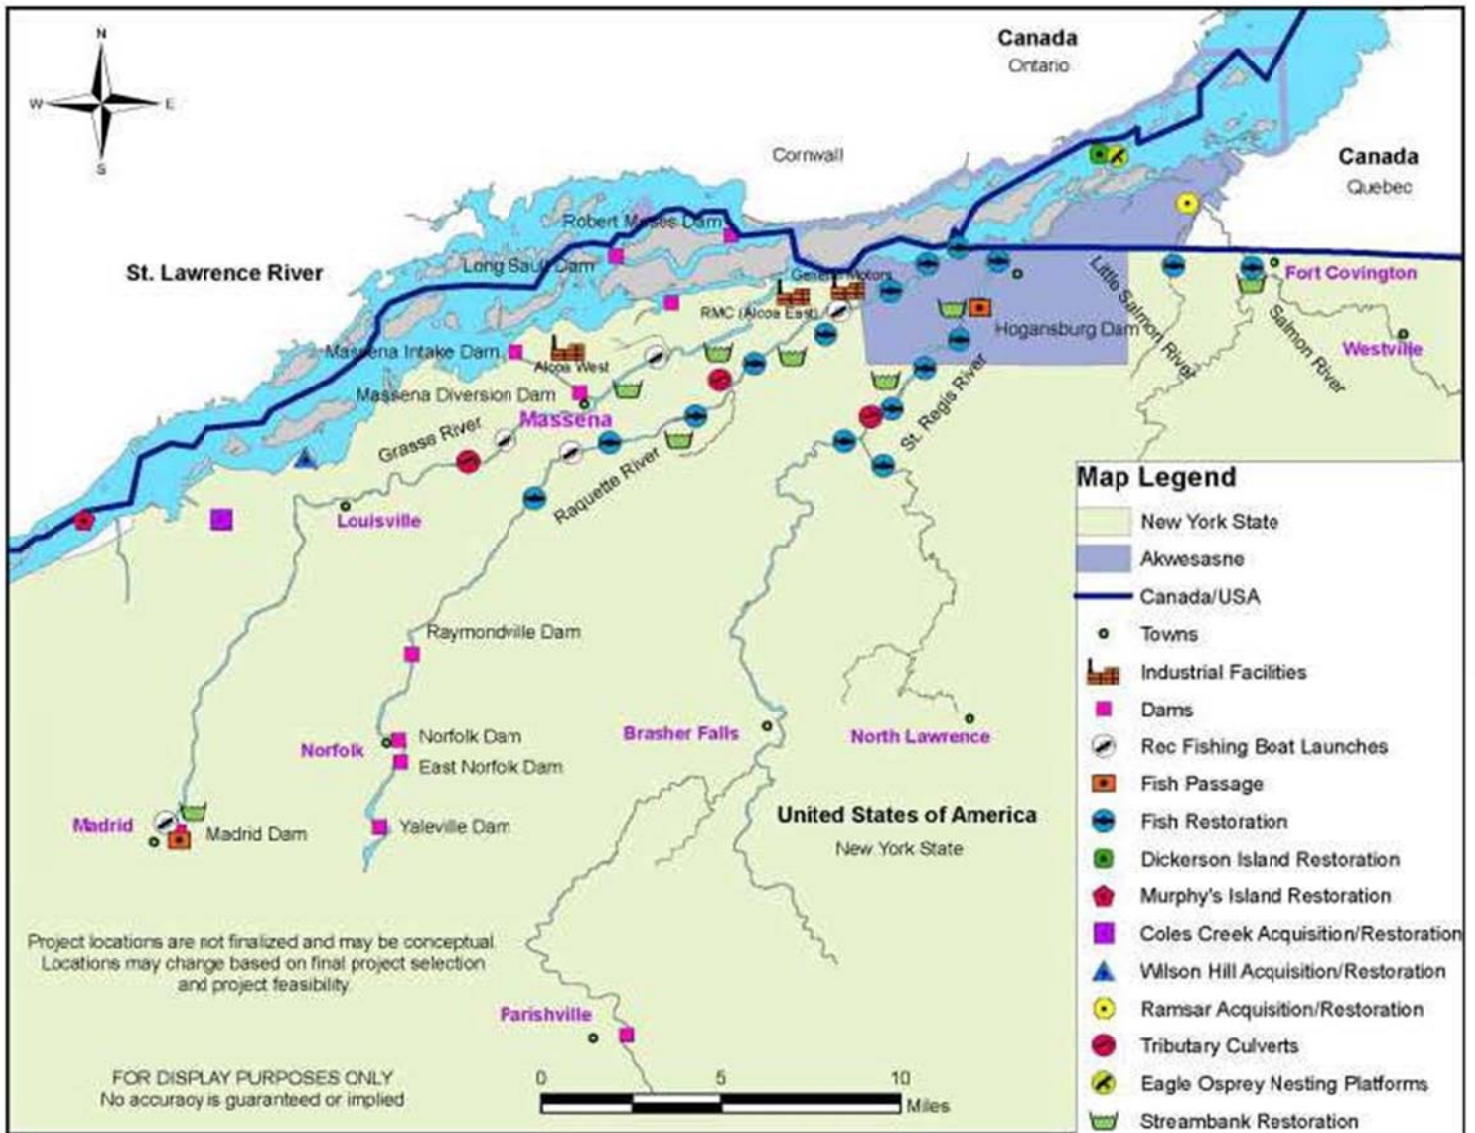 N
W
E
S
Canada
Ontario
Cornwall
Canada
Quebec
Robert Moses Dam
St. Lawrence River
Long Sault Dam
General Motors
RMC (Alcoa East)
Little Salmon River
Fort Covington
Salmon River
Westville
Hogansburg Dam
Massena Intake Dam
Alcoa West
Massena Diversion Dam
Massena
Grasse River
St. Regis River
Raquette River
Louisville
Raymondville Dam
Norfolk
Norfolk Dam
East Norfok Dam
Brasher Falls
North Lawrence
Madrid
Madrid Dam
Yaleville Dam
United States of America
New York State
Project locations are not finalized and may be conceptual
Locations may charge based on final project selection
and project feasibility
Parishville
FOR DISPLAY PURPOSES ONLY
No accuracy is guaranteed or implied
0 5 10
Miles
Map Legend
New York State
Akwesasne
Canada/USA
Towns
Industrial Facilities
Dams
Rec Fishing Boat Launches
Fish Passage
Fish Restoration
Dickerson Island Restoration
Murphy's Island Restoration
Coles Creek Acquisition/Restoration
Wilson Hill Acquisition/Restoration
Ramsar Acquisition/Restoration
Tributary Culverts
Eagle Osprey Nesting Platforms
Streambank Restoration